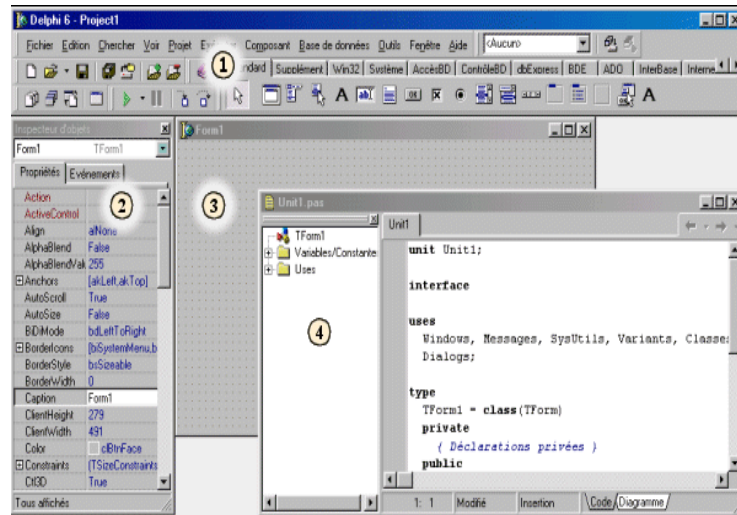 Delphi 6 - Project1
Fichier Edition Chercher Voir Projet Composant Base de données Outils Fenêtre Aide <Aucun>
1
Supplément Win32 Système AccèsBD ContrôleBD dbExpress BDE ADO InterBase
Inspecteur d'objets
Form1 TForm1
Propriétés Evénements
2
Action
ActiveControl
Align alNone
AlphaBlend False
AlphaBlendVak 255
Anchors [akLeft,akTop]
AutoScroll True
AutoSize False
BiDiMode bdLeftToRight
BorderIcons [biSystemMenu,b
BorderStyle bsSizeable
BorderWidth 0
Caption Form1
ClientHeight 279
ClientWidth 491
Color clBtnFace
Constraints (TSizeConstraints
Ctl3D True
Tous affichés
Form1
3
Unit1.pas
TForm1
Variables/Constante
Uses
4
Unit1
unit Unit1;
interface
uses
Windows, Messages, SysUtils, Variants, Classes
Dialogs;
type
TForm1 = class(TForm)
private
{ Déclarations privées }
public
1: 1 Modifié Insertion Code Diagramme